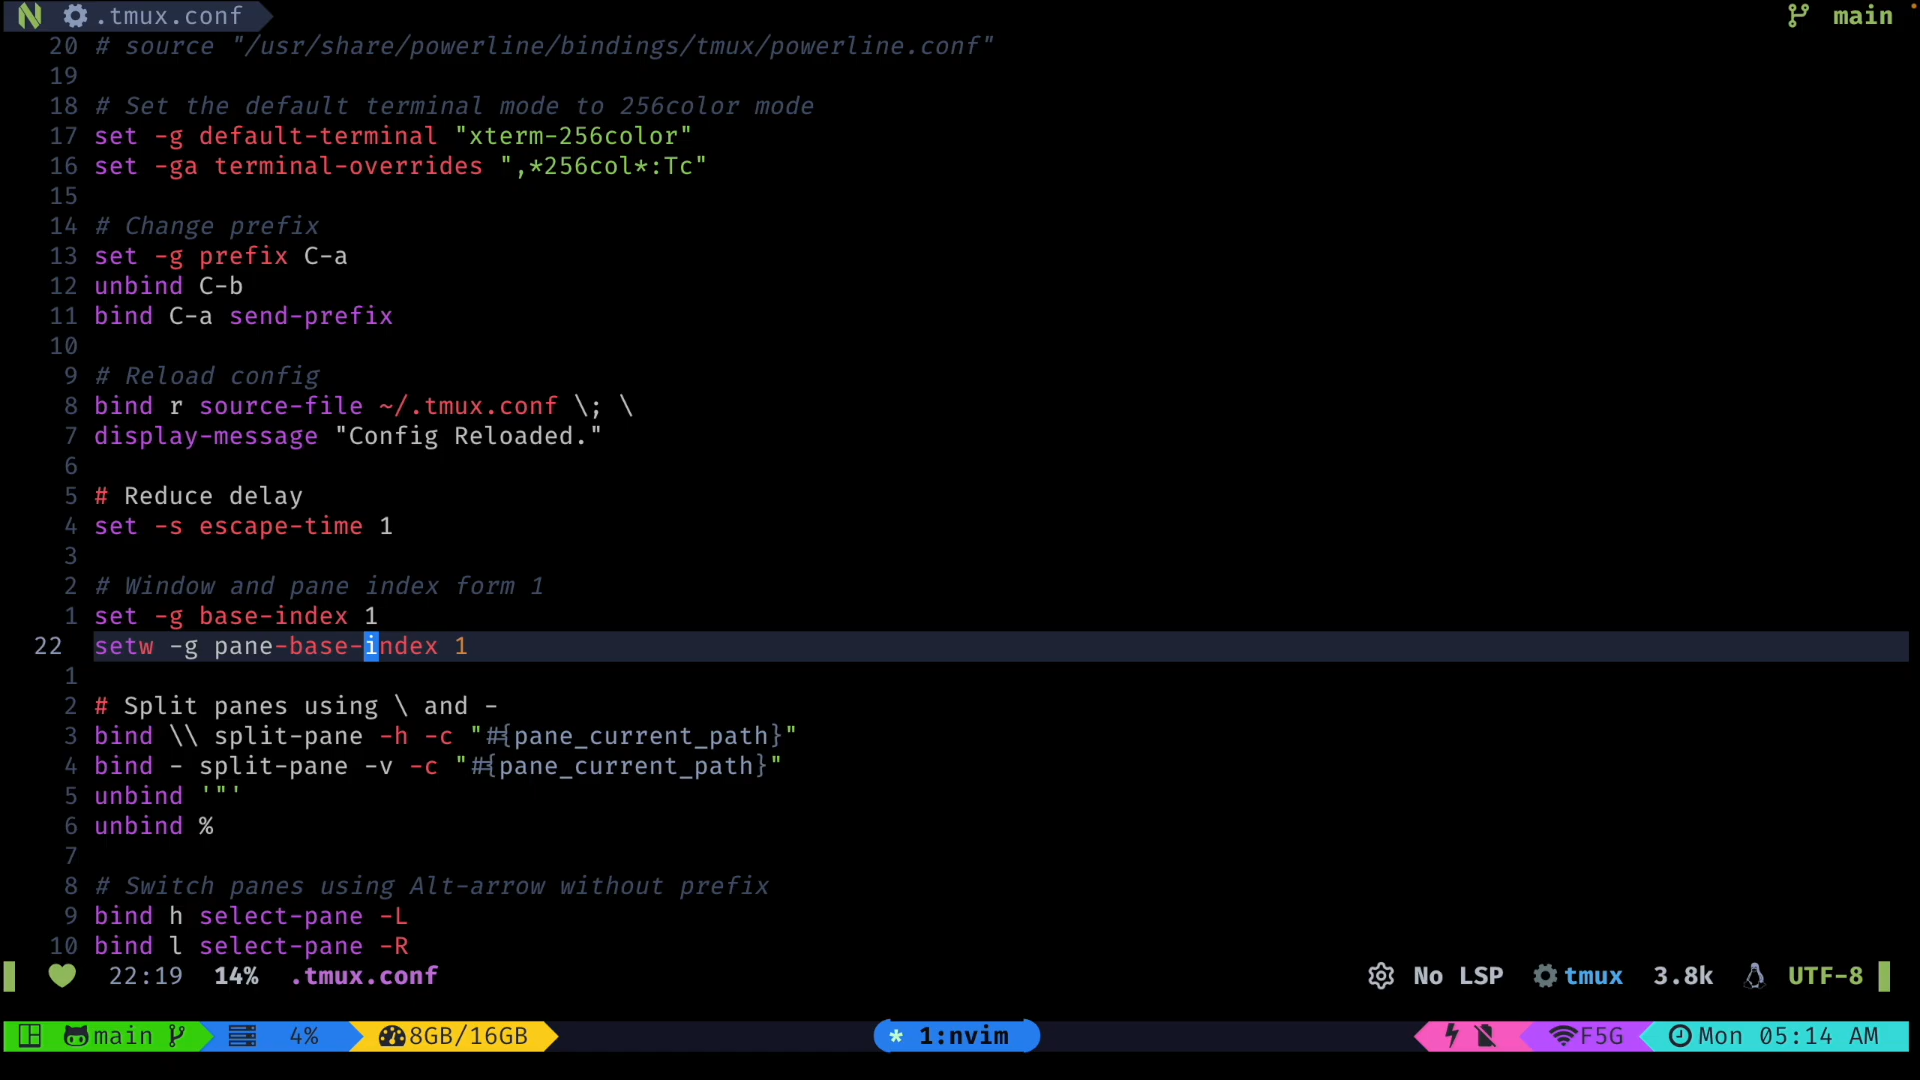 .tmux.conf main
20 # source "/usr/share/powerline/bindings/tmux/powerline.conf"
19
18 # Set the default terminal mode to 256color mode
17 set -g default-terminal "xterm-256color"
16 set -ga terminal-overrides ",*256col*:Tc"
15
14 # Change prefix
13 set -g prefix C-a
12 unbind C-b
11 bind C-a send-prefix
10
9 # Reload config
8 bind r source-file ~/.tmux.conf \; \
7 display-message "Config Reloaded."
6
5 # Reduce delay
4 set -s escape-time 1
3
2 # Window and pane index form 1
1 set -g base-index 1
22 setw -g pane-base-index 1
1
2 # Split panes using \ and -
3 bind \\ split-pane -h -c "#{pane_current_path}"
4 bind - split-pane -v -c "#{pane_current_path}"
5 unbind '"'
6 unbind %
7
8 # Switch panes using Alt-arrow without prefix
9 bind h select-pane -L
10 bind l select-pane -R
22:19 14% .tmux.conf No LSP tmux 3.8k UTF-8
main 4% 8GB/16GB * 1:nvim F5G Mon 05:14 AM